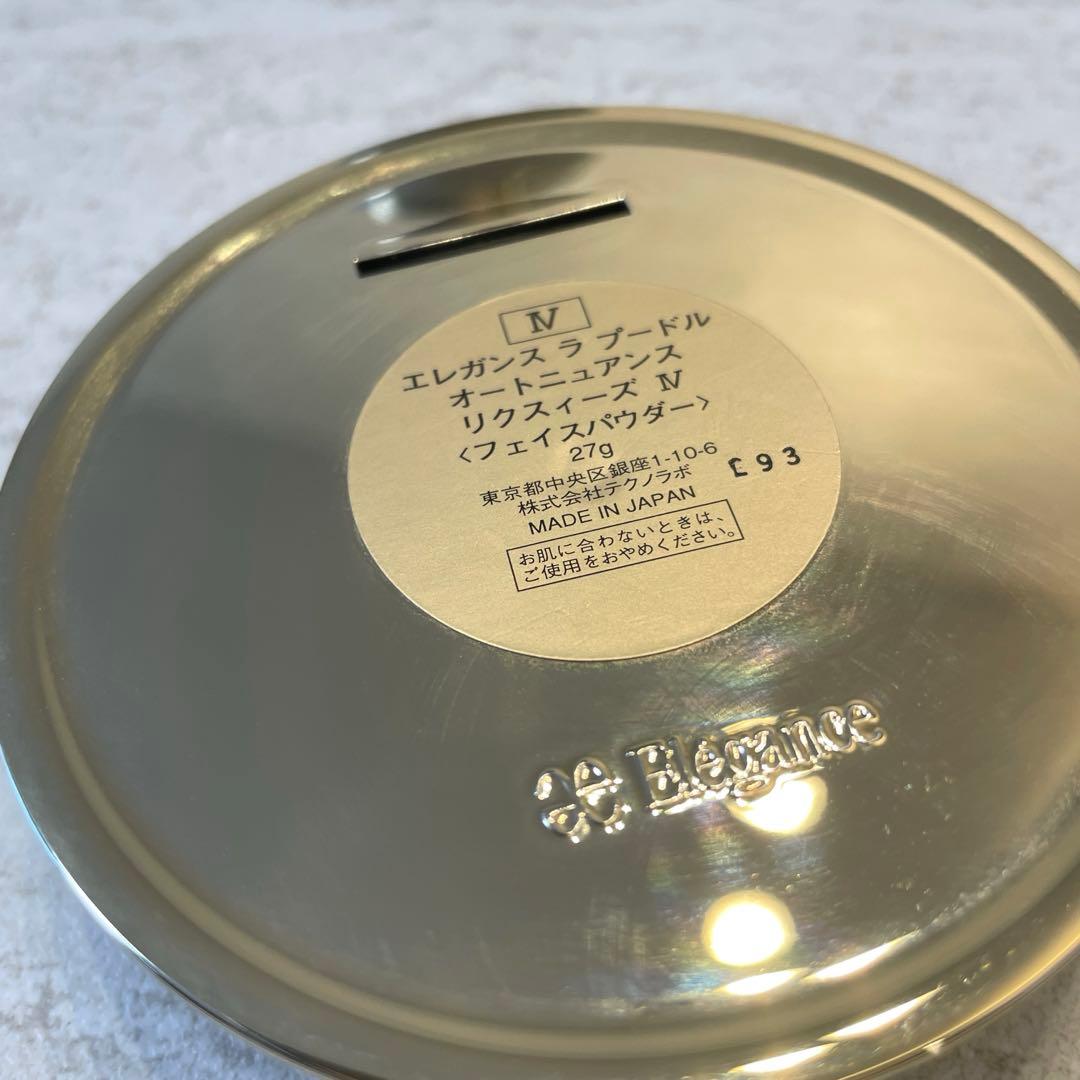 Ⅳ
エレガンス ラ プードル
オートニュアンス
リクスィーズ Ⅳ
〈フェイスパウダー〉
27g
東京都中央区銀座1-10-6
株式会社テクノラボ
MADE IN JAPAN
E93
お肌に合わないときは、
ご使用をおやめください。
æ Elégance